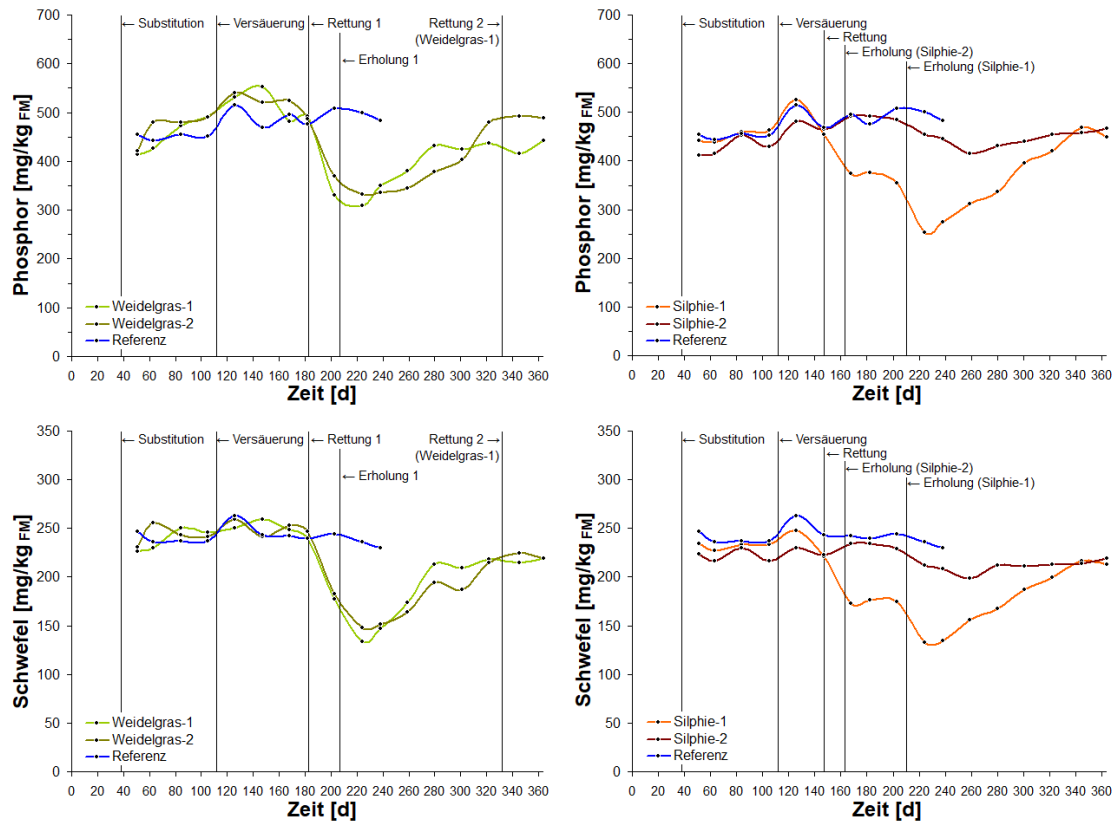 700
600
500
400
300
200
100
0
Phosphor [mg/kg FM]
← Substitution
← Versäuerung
← Rettung 1
Rettung 2 →
(Weidelgras-1)
← Erholung 1
Weidelgras-1
Weidelgras-2
Referenz
0 20 40 60 80 100 120 140 160 180 200 220 240 260 280 300 320 340 360
Zeit [d]
700
600
500
400
300
200
100
0
Phosphor [mg/kg FM]
← Substitution
← Versäuerung
← Rettung
← Erholung (Silphie-2)
← Erholung (Silphie-1)
Silphie-1
Silphie-2
Referenz
0 20 40 60 80 100 120 140 160 180 200 220 240 260 280 300 320 340 360
Zeit [d]
350
300
250
200
150
100
50
0
Schwefel [mg/kg FM]
← Substitution
← Versäuerung
← Rettung 1
Rettung 2 →
(Weidelgras-1)
← Erholung 1
Weidelgras-1
Weidelgras-2
Referenz
0 20 40 60 80 100 120 140 160 180 200 220 240 260 280 300 320 340 360
Zeit [d]
350
300
250
200
150
100
50
0
Schwefel [mg/kg FM]
← Substitution
← Versäuerung
← Rettung
← Erholung (Silphie-2)
← Erholung (Silphie-1)
Silphie-1
Silphie-2
Referenz
0 20 40 60 80 100 120 140 160 180 200 220 240 260 280 300 320 340 360
Zeit [d]